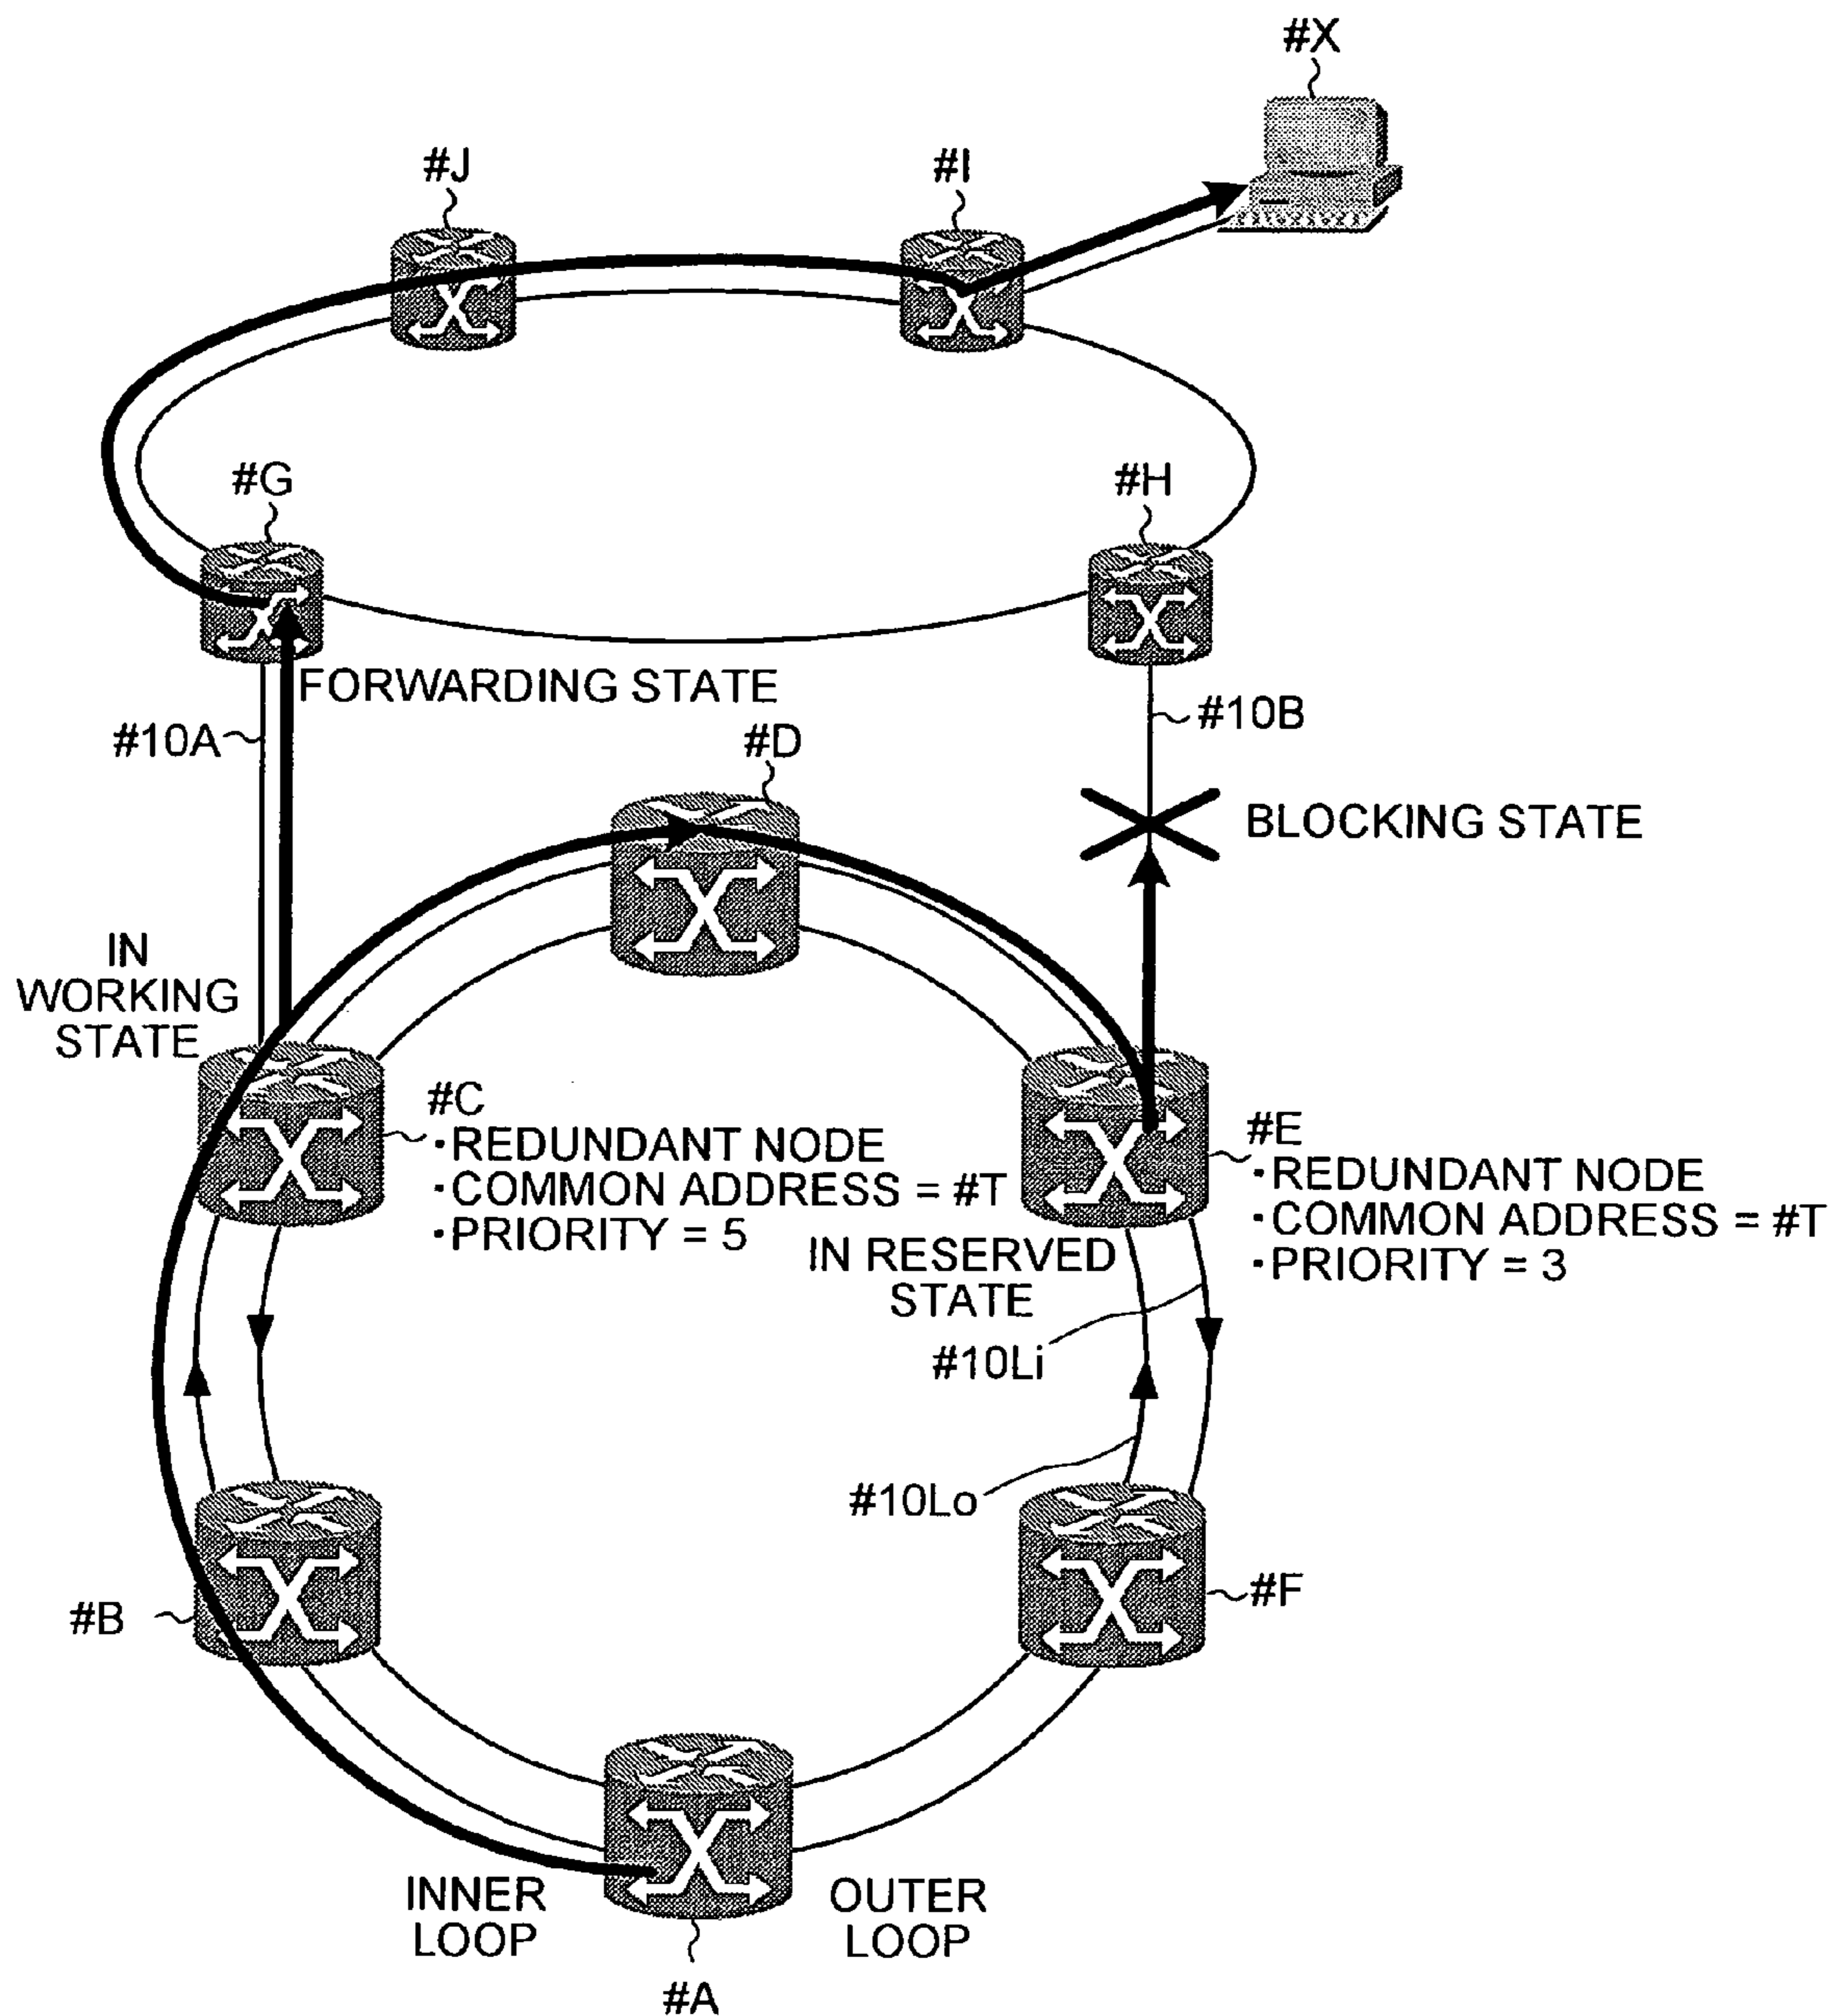 #X
#J
#I
#G
#H
FORWARDING STATE
#10A
#10B
#D
BLOCKING STATE
IN
WORKING
STATE
#C
·REDUNDANT NODE
·COMMON ADDRESS = #T
·PRIORITY = 5
#E
·REDUNDANT NODE
·COMMON ADDRESS = #T
·PRIORITY = 3
IN RESERVED
STATE
#10Li
#10Lo
#B
#F
INNER
LOOP
OUTER
LOOP
#A